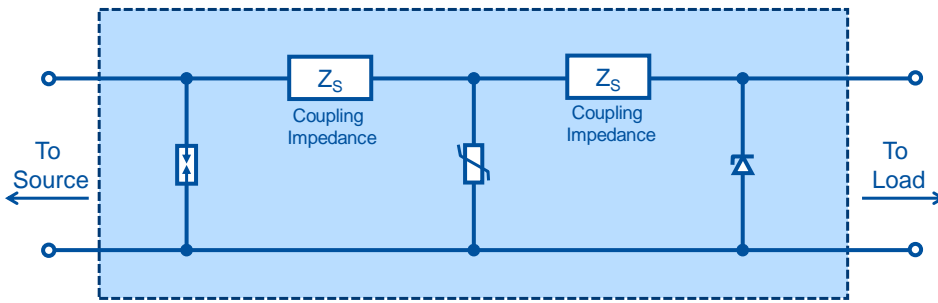 Z_S
Coupling
Impedance
Z_S
Coupling
Impedance
To
Source
To
Load